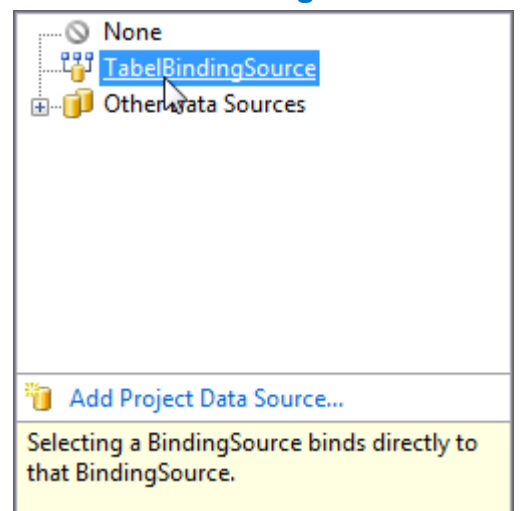 None
TabelBindingSource
Other Data Sources
Add Project Data Source...
Selecting a BindingSource binds directly to
that BindingSource.